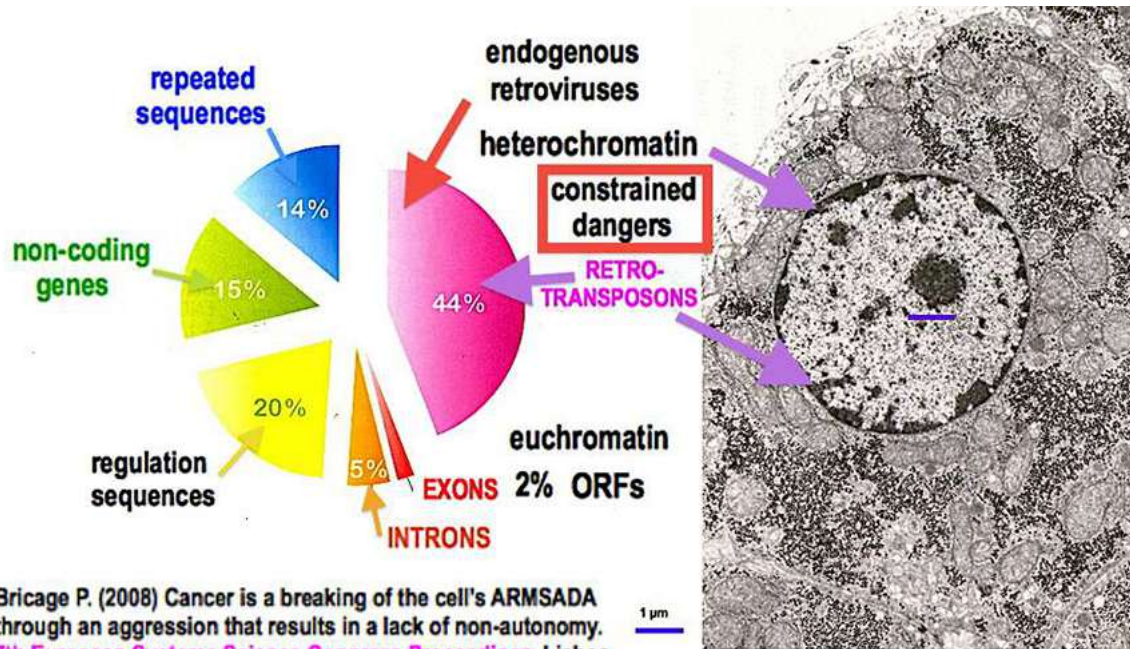 endogenous
retroviruses
repeated
sequences
heterochromatin
constrained
dangers
14%
non-coding
genes
15%
RETRO-
TRANSPOSONS
44%
20%
euchromatin
regulation
sequences
5%
EXONS 2% ORFs
INTRONS
Bricage P. (2008) Cancer is a breaking of the cell's ARMSADA
through an aggression that results in a lack of non-autonomy.
1 µm